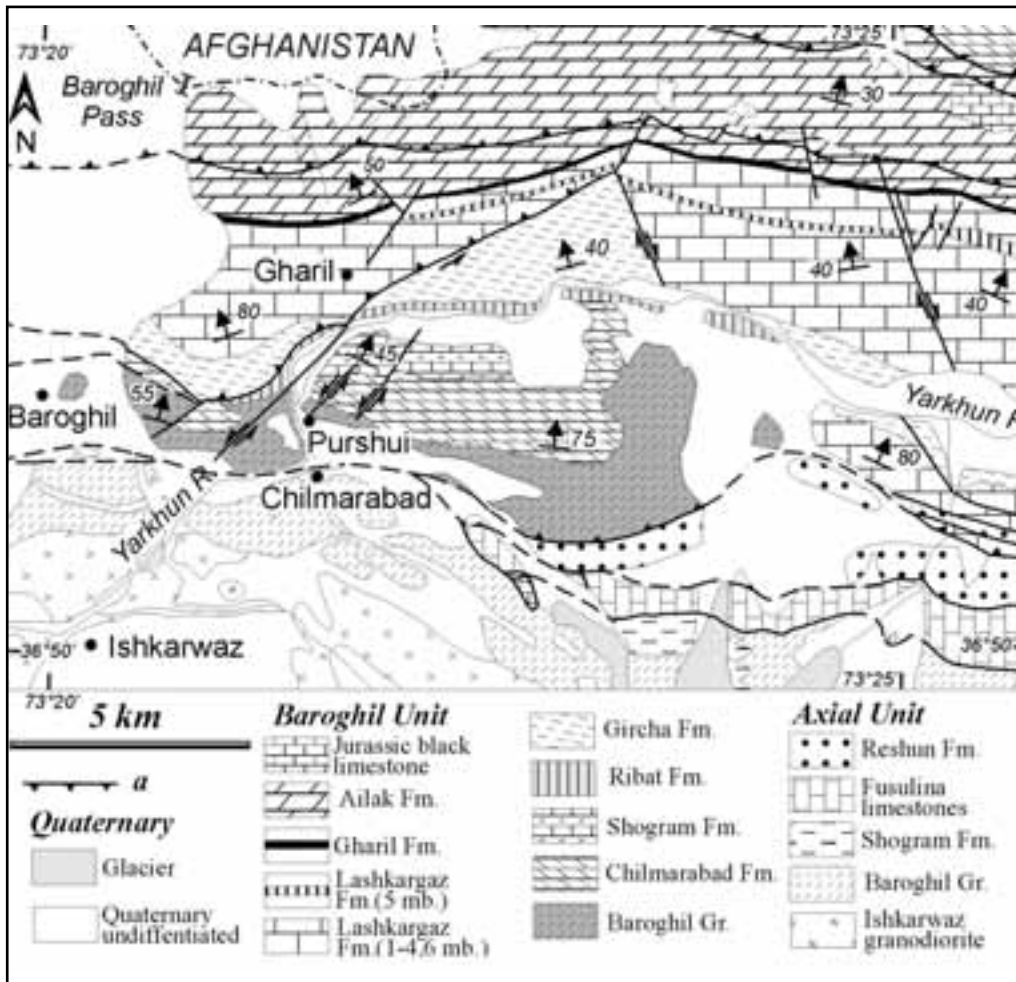 73°20'
AFGHANISTAN
73°25'
Baroghil
Pass
30
N
50
Gharil
40
40
40
80
45
55
Baroghil
Purshui
75
Yarkhun R
80
Chilmarabad
Yarkhun R.
36°50'
Ishkarwaz
36°50'
73°20'
73°25'
5 km
a
Quaternary
Glacier
Quaternary
undiffentiated
Baroghil Unit
Jurassic black
limestone
Ailak Fm.
Gharil Fm.
Lashkargaz
Fm.(5 mb.)
Lashkargaz
Fm.(1-4,6 mb.)
Gircha Fm.
Ribat Fm.
Shogram Fm.
Chilmarabad Fm.
Baroghil Gr.
Axial Unit
Reshun Fm.
Fusulina
limestones
Shogram Fm.
Baroghil Gr.
Ishkarwaz
granodiorite